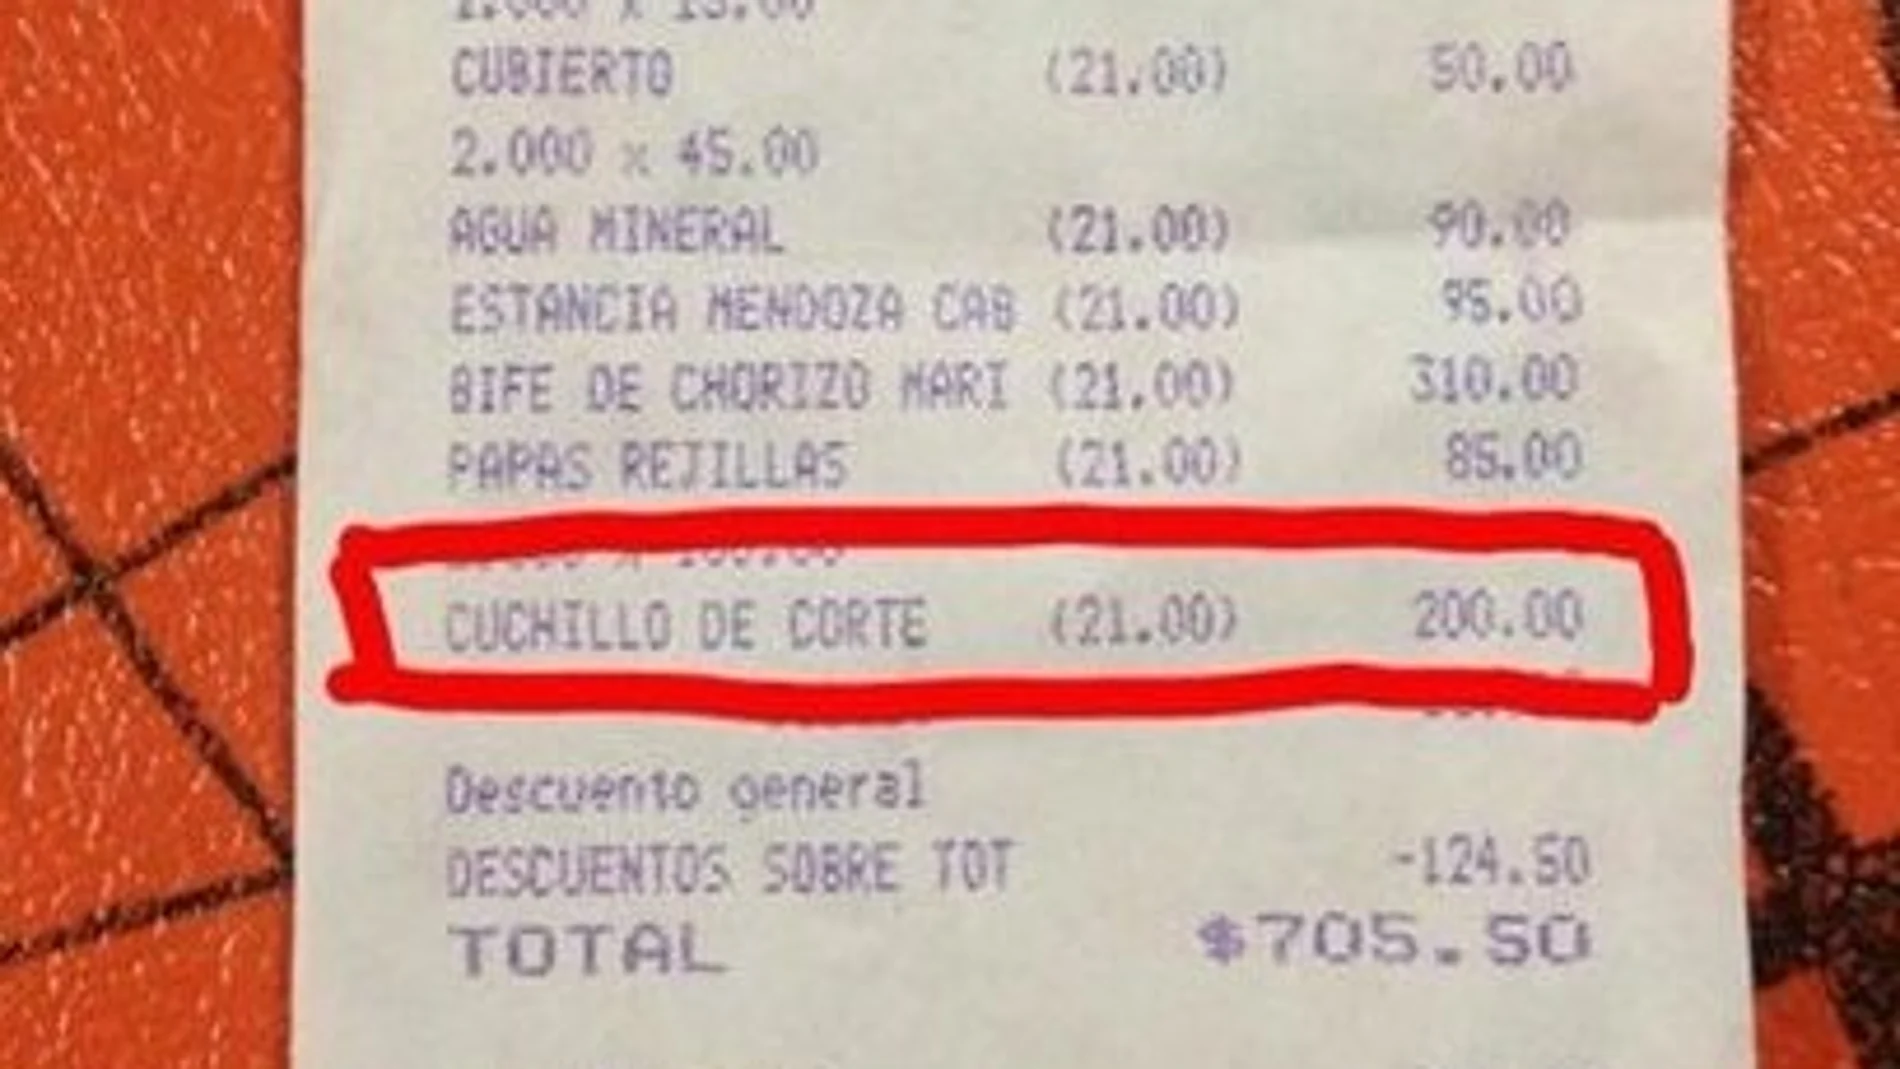 CUBIERTO (21.00) 50.00
2.000 x 45.00
AGUA MINERAL (21.00) 90.00
ESTANCIA MENDOZA CAB (21.00) 95.00
BIFE DE CHORIZO MARI (21.00) 310.00
PAPAS REJILLAS (21.00) 85.00
CUCHILLO DE CORTE (21.00) 200.00
Descuento general
DESCUENTOS SOBRE TOT -124.50
TOTAL $705.50